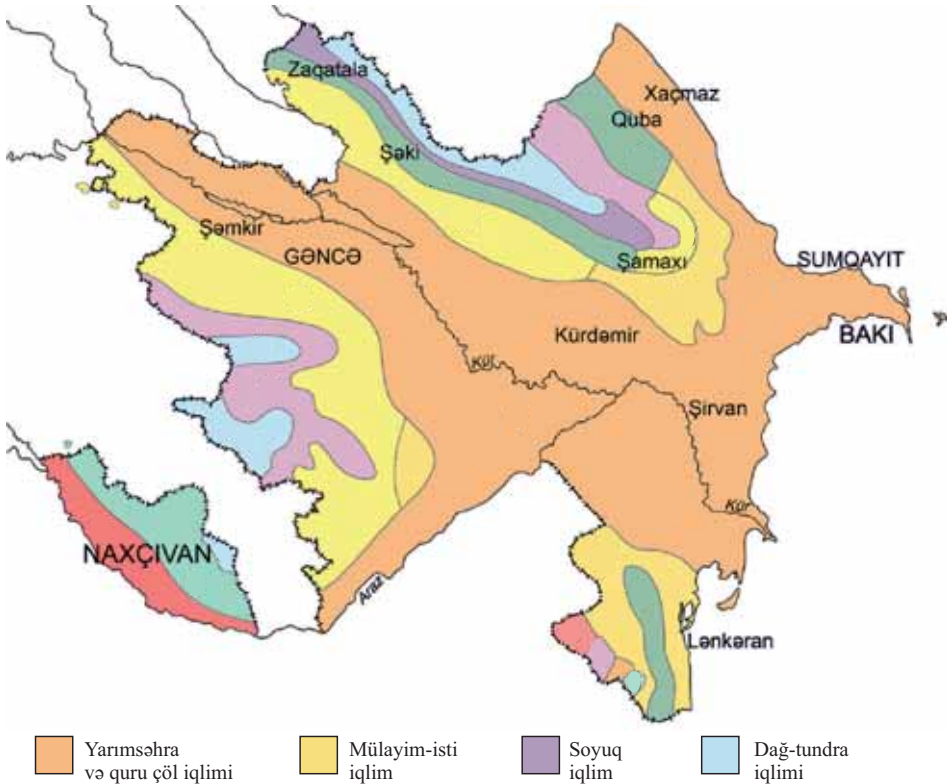 Zaqatala
Xaçmaz
Quba
Şəki
Şəmkir
GƏNCƏ
Şamaxı
SUMQAYIT
BAKI
Kürdəmir
Kür
Şirvan
Kür
NAXÇIVAN
Araz
Lənkəran
Yarımsəhra
və quru çöl iqlimi
Mülayim-isti
iqlim
Soyuq
iqlim
Dağ-tundra
iqlimi